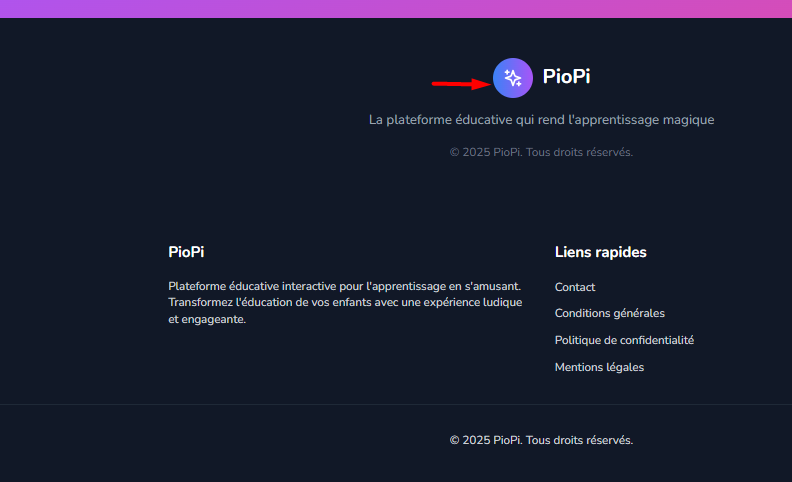 PioPi
La plateforme éducative qui rend l'apprentissage magique
© 2025 PioPi. Tous droits réservés.
PioPi
Plateforme éducative interactive pour l'apprentissage en s'amusant.
Transformez l'éducation de vos enfants avec une expérience ludique
et engageante.
Liens rapides
Contact
Conditions générales
Politique de confidentialité
Mentions légales
© 2025 PioPi. Tous droits réservés.